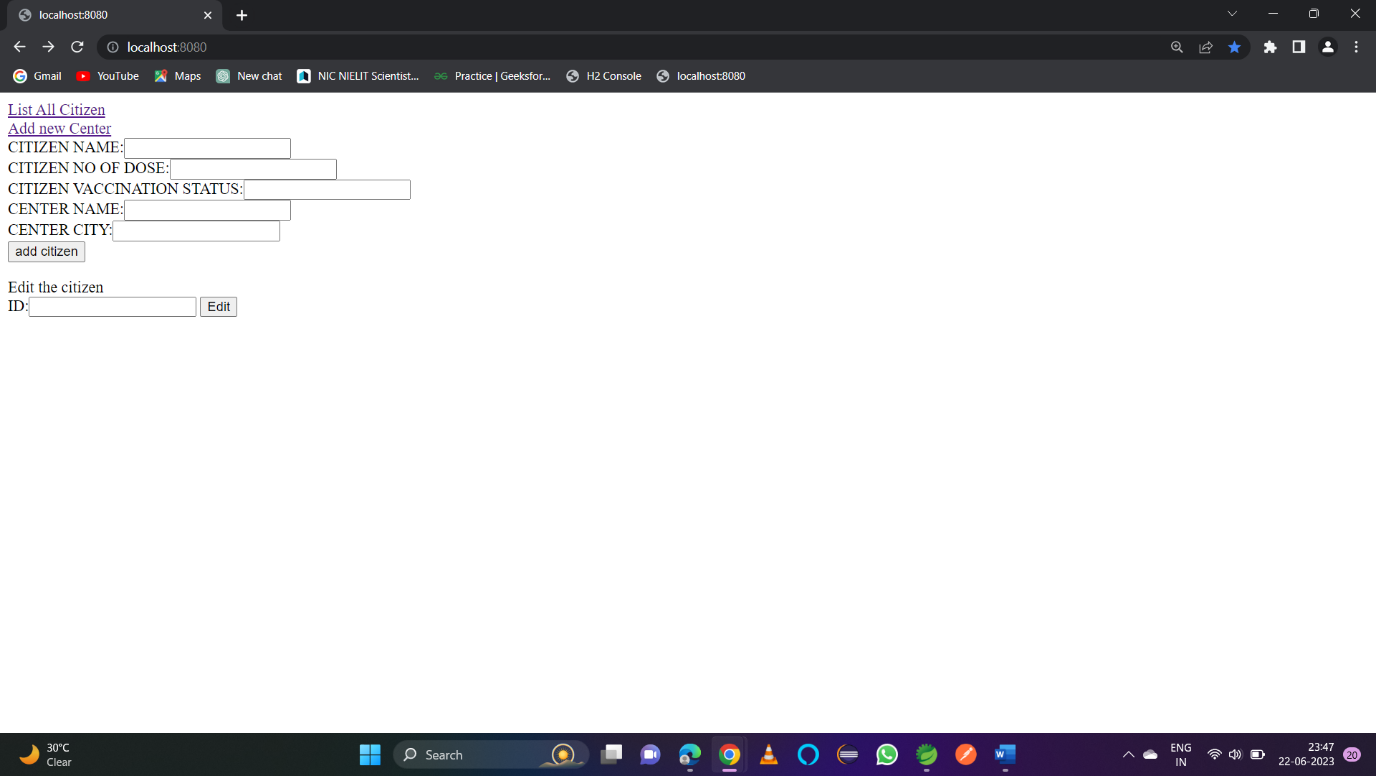 localhost:8080
localhost:8080
Gmail YouTube Maps New chat NIC NIELIT Scientist... Practice | Geeksfor... H2 Console localhost:8080
List All Citizen
Add new Center
CITIZEN NAME:
CITIZEN NO OF DOSE:
CITIZEN VACCINATION STATUS:
CENTER NAME:
CENTER CITY:
add citizen
Edit the citizen
ID: Edit
30°C
Clear
Search
ENG
IN
23:47
22-06-2023
20